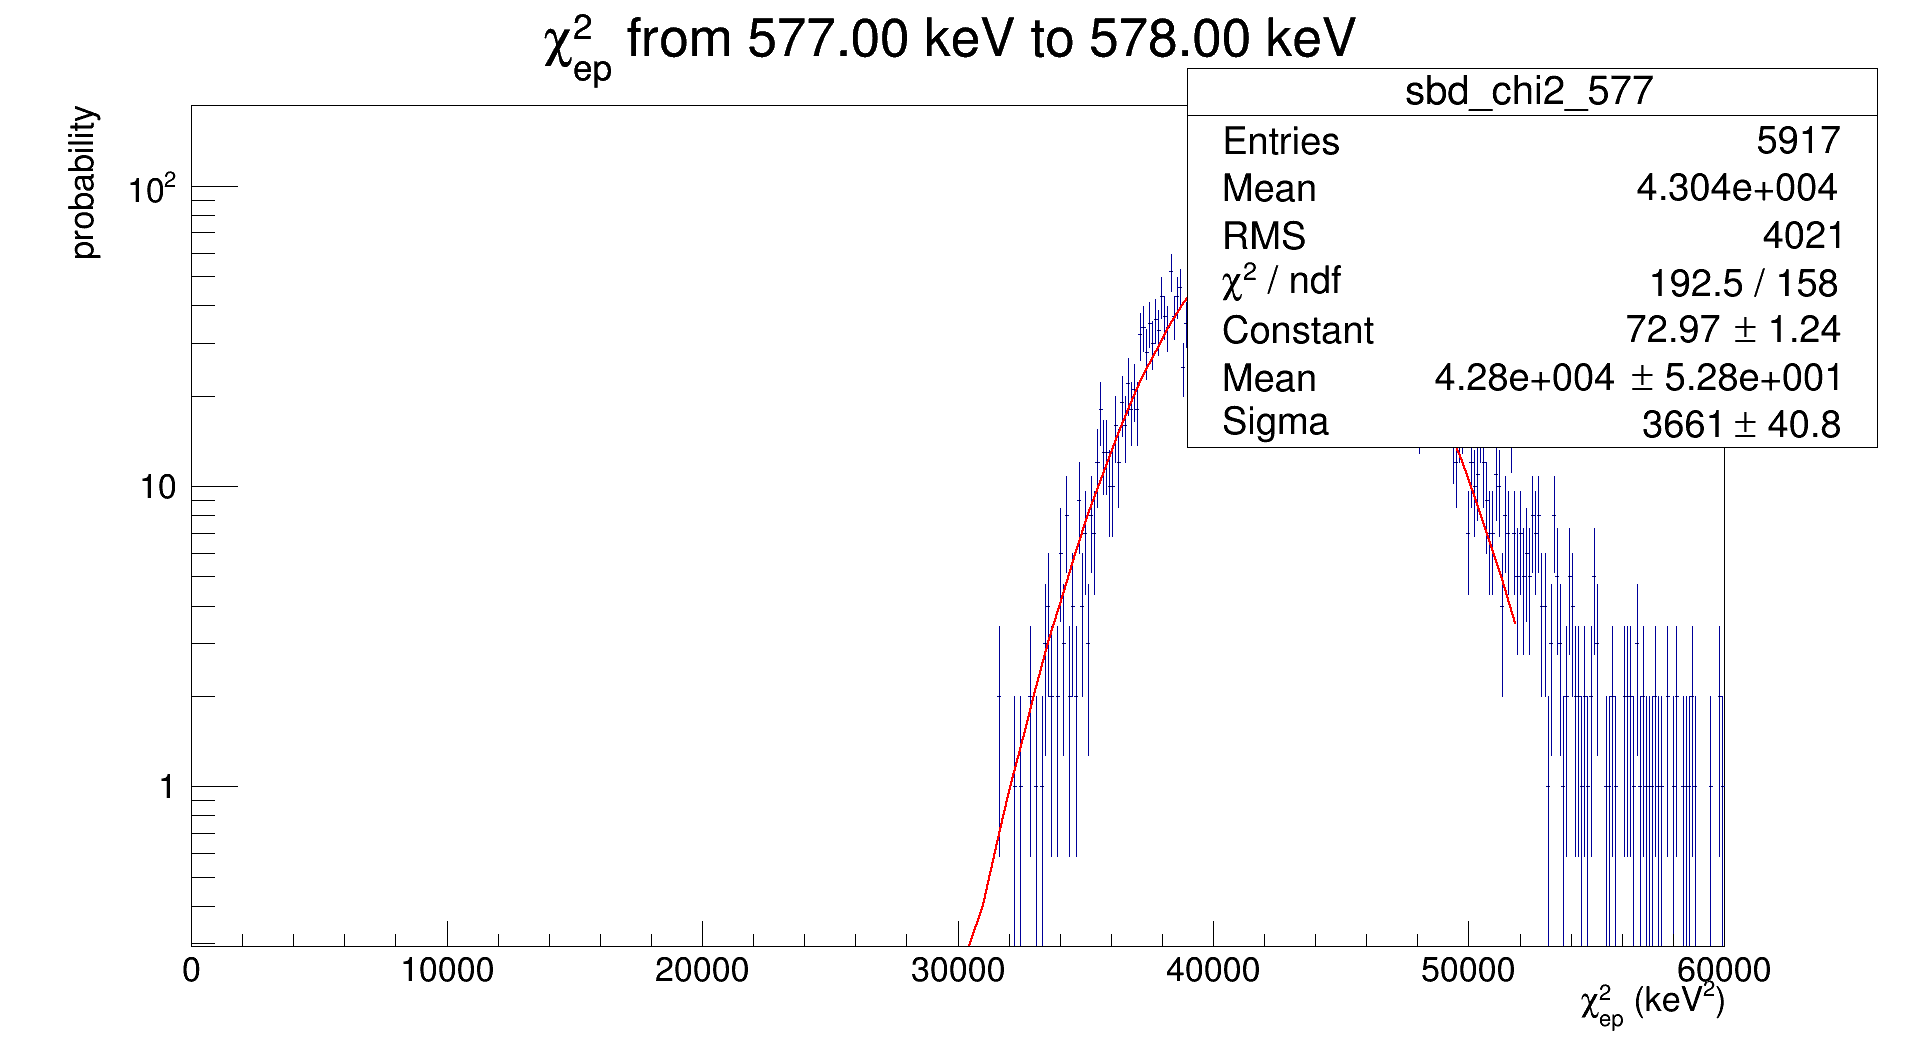 χ²ₑₚ from 577.00 keV to 578.00 keV
probability
sbd_chi2_577
Entries 5917
Mean 4.304e+004
RMS 4021
χ² / ndf 192.5 / 158
Constant 72.97 ± 1.24
Mean 4.28e+004 ± 5.28e+001
Sigma 3661 ± 40.8
10²
10
1
0 10000 20000 30000 40000 50000 60000
χ²ₑₚ (keV²)